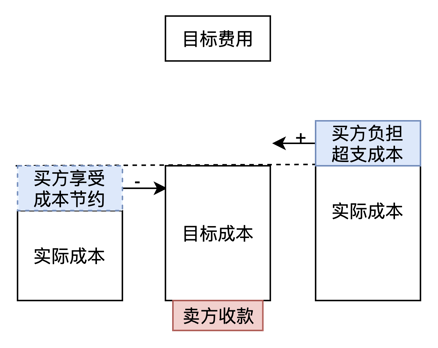 目标费用
+
买方负担
超支成本
买方享受
成本节约
-
目标成本
实际成本
实际成本
卖方收款